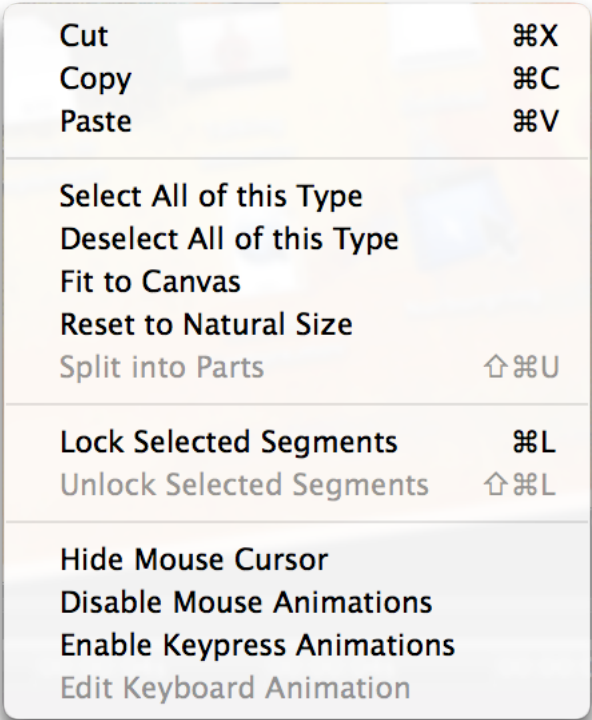 Cut ⌘X
Copy ⌘C
Paste ⌘V
Select All of this Type
Deselect All of this Type
Fit to Canvas
Reset to Natural Size
Split into Parts ⇧⌘U
Lock Selected Segments ⌘L
Unlock Selected Segments ⇧⌘L
Hide Mouse Cursor
Disable Mouse Animations
Enable Keypress Animations
Edit Keyboard Animation